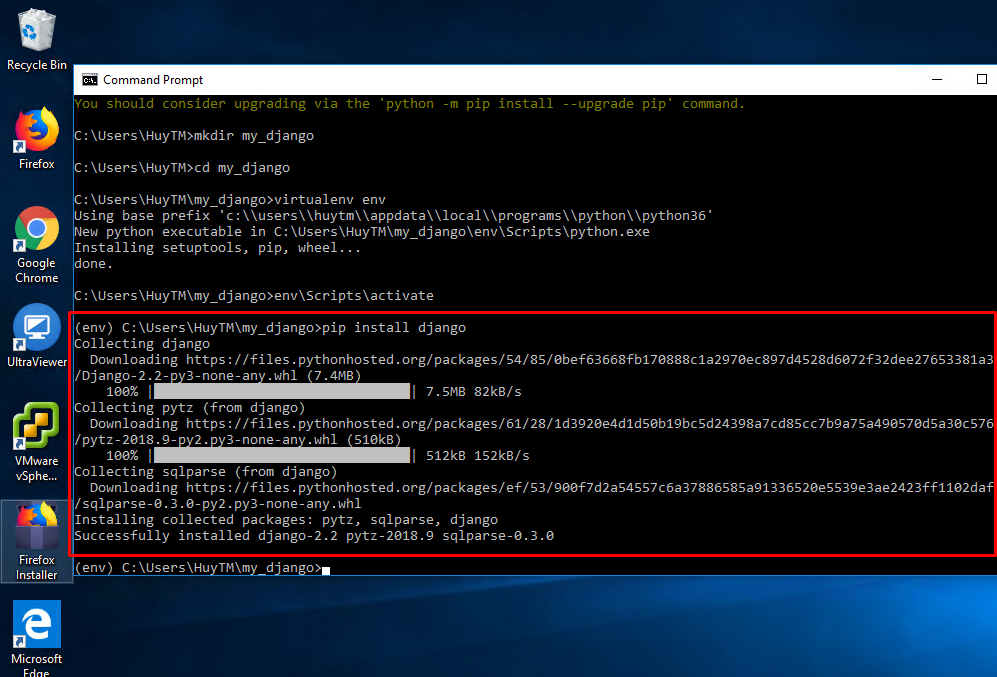 Recycle Bin
Firefox
Google
Chrome
UltraViewer
VMware
vSphe...
Firefox
Installer
Microsoft
Edge
Command Prompt
You should consider upgrading via the 'python -m pip install --upgrade pip' command.
C:\Users\HuyTM>mkdir my_django
C:\Users\HuyTM>cd my_django
C:\Users\HuyTM\my_django>virtualenv env
Using base prefix 'c:\\users\\huytm\\appdata\\local\\programs\\python\\python36'
New python executable in C:\Users\HuyTM\my_django\env\Scripts\python.exe
Installing setuptools, pip, wheel...
done.
C:\Users\HuyTM\my_django>env\Scripts\activate
(env) C:\Users\HuyTM\my_django>pip install django
Collecting django
Downloading https://files.pythonhosted.org/packages/54/85/0bef63668fb170888c1a2970ec897d4528d6072f32dee27653381a3
/Django-2.2-py3-none-any.whl (7.4MB)
100% || 7.5MB 82kB/s
Collecting pytz (from django)
Downloading https://files.pythonhosted.org/packages/61/28/1d3920e4d1d50b19bc5d24398a7cd85cc7b9a75a490570d5a30c576
/pytz-2018.9-py2.py3-none-any.whl (510kB)
100% || 512kB 152kB/s
Collecting sqlparse (from django)
Downloading https://files.pythonhosted.org/packages/ef/53/900f7d2a54557c6a37886585a91336520e5539e3ae2423ff1102daf
/sqlparse-0.3.0-py2.py3-none-any.whl
Installing collected packages: pytz, sqlparse, django
Successfully installed django-2.2 pytz-2018.9 sqlparse-0.3.0
(env) C:\Users\HuyTM\my_django>